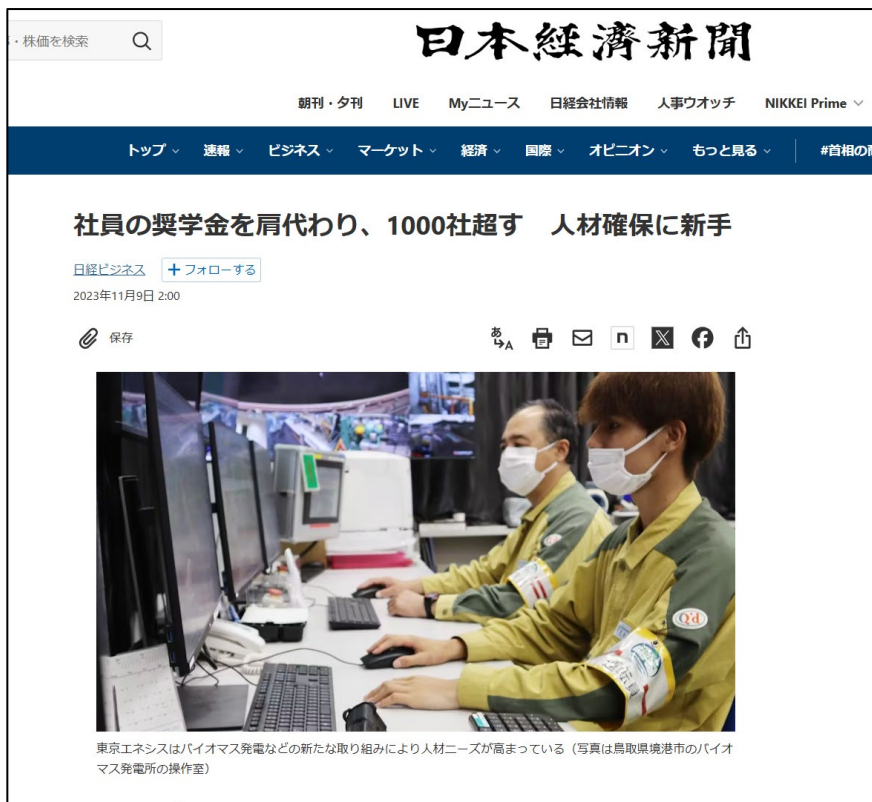 ・株価を検索
日本経済新聞
朝刊・夕刊 LIVE Myニュース 日経会社情報 人事ウオッチ NIKKEI Prime
トップ 速報 ビジネス マーケット 経済 国際 オピニオン もっと見る #首相の
社員の奨学金を肩代わり、1000社超す 人材確保に新手
日経ビジネス +フォローする
2023年11月9日 2:00
保存
東京エネシスはバイオマス発電などの新たな取り組みにより人材ニーズが高まっている（写真は鳥取県境港市のバイオ
マス発電所の操作室）